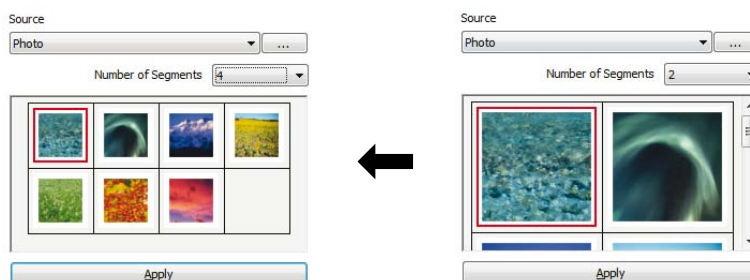 Source
Photo
...
Number of Segments 4
Apply
Source
Photo
...
Number of Segments 2
Apply